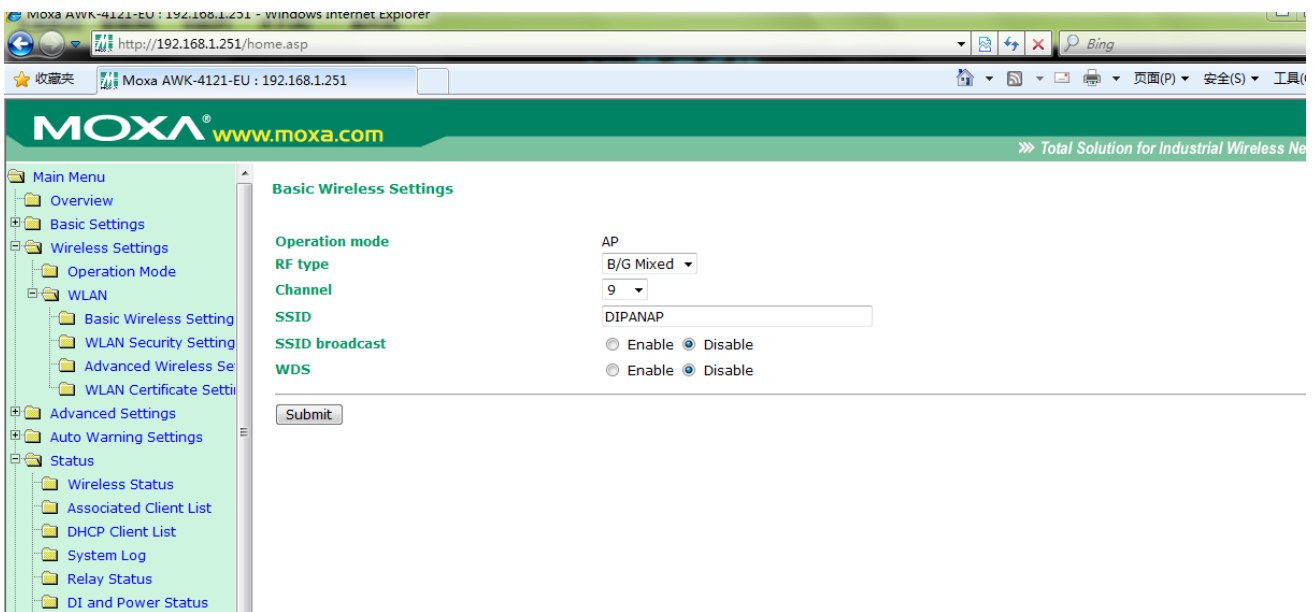 Moxa AWK-4121-EU : 192.168.1.251 - Windows Internet Explorer
http://192.168.1.251/home.asp
Bing
收藏夹
Moxa AWK-4121-EU : 192.168.1.251
页面(P)
安全(S)
工具(
MOXA® www.moxa.com
Total Solution for Industrial Wireless Ne
Main Menu
Overview
Basic Settings
Wireless Settings
Operation Mode
WLAN
Basic Wireless Setting
WLAN Security Setting
Advanced Wireless Se
WLAN Certificate Setti
Advanced Settings
Auto Warning Settings
Status
Wireless Status
Associated Client List
DHCP Client List
System Log
Relay Status
DI and Power Status
Basic Wireless Settings
Operation mode AP
RF type B/G Mixed
Channel 9
SSID DIPANAP
SSID broadcast Enable Disable
WDS Enable Disable
Submit